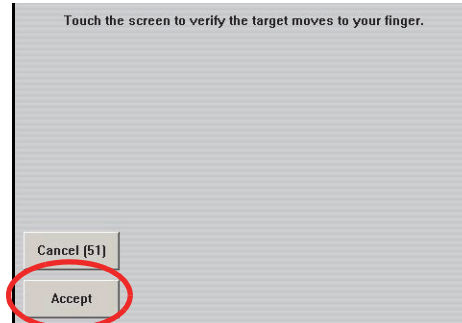 Touch the screen to verify the target moves to your finger.
Cancel (51)
Accept